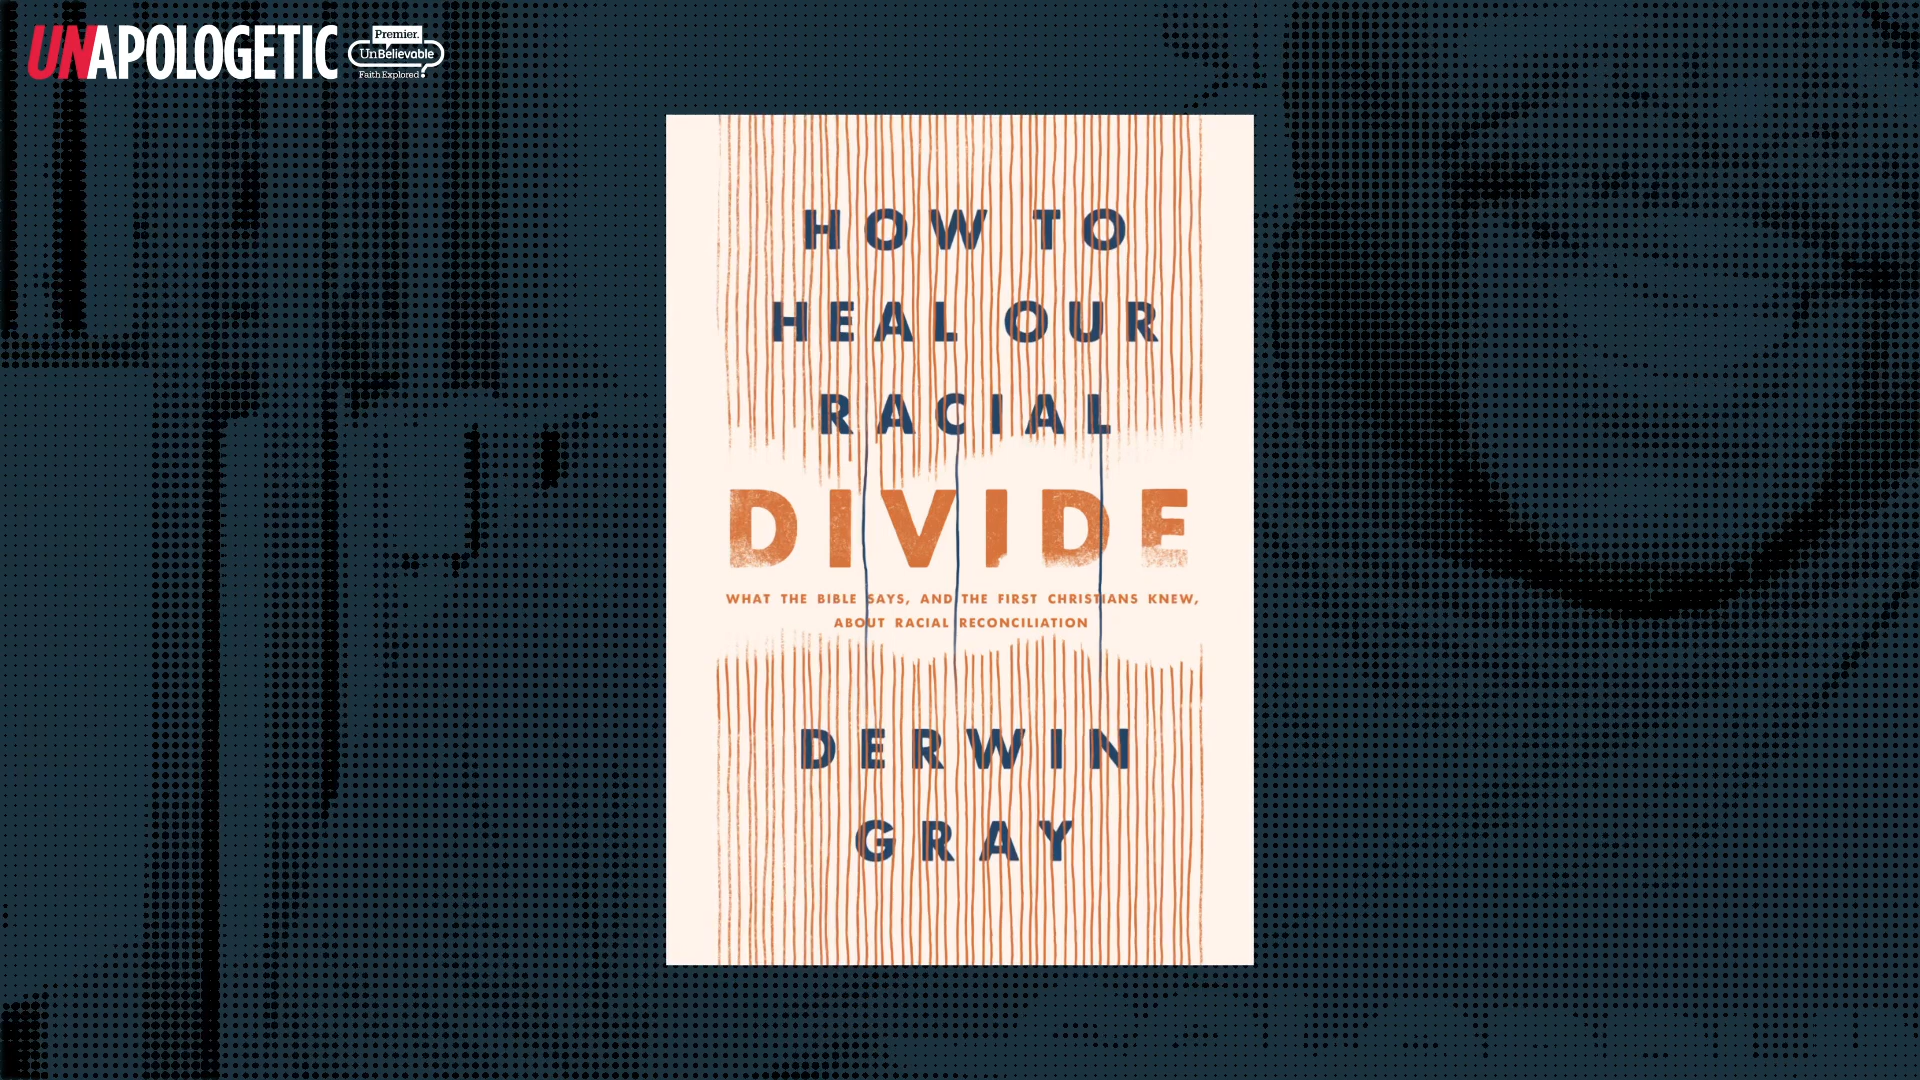 UNAPOLOGETIC
Premier.
UnBelievable
Faith Explored?
HOW TO
HEAL OUR
RACIAL
DIVIDE
WHAT THE BIBLE SAYS, AND THE FIRST CHRISTIANS KNEW,
ABOUT RACIAL RECONCILIATION
DERWIN
GRAY